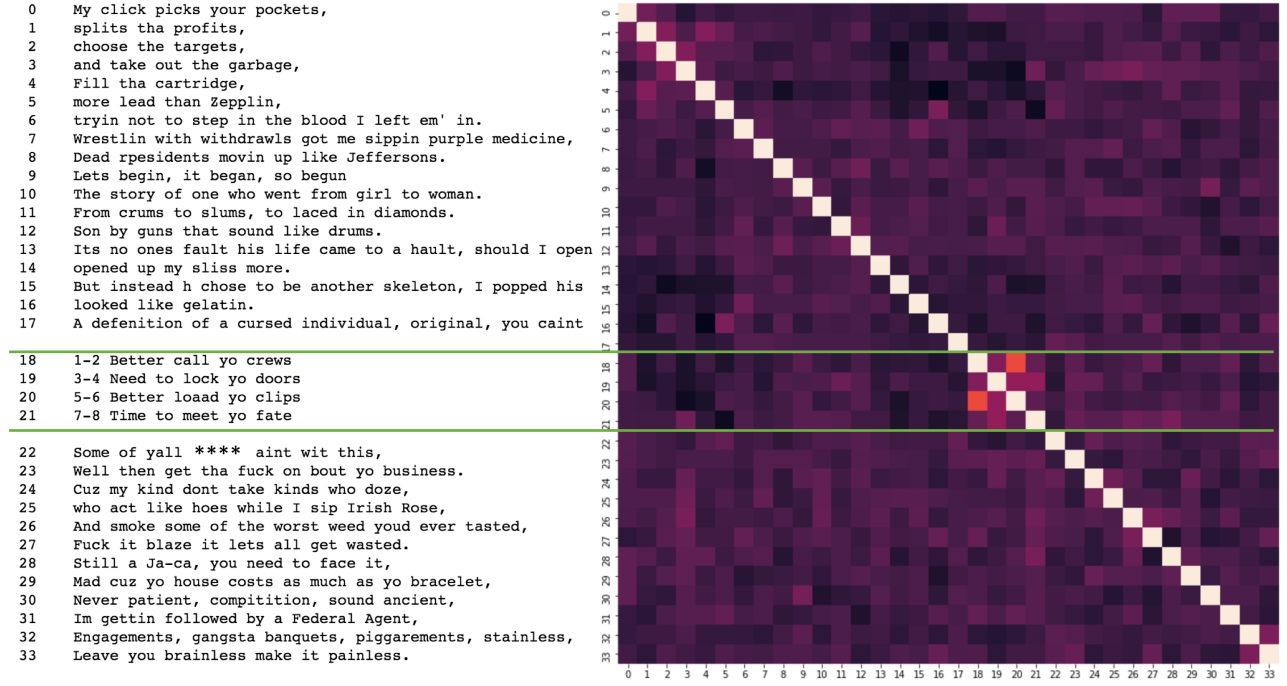 0 My click picks your pockets,
1 splits tha profits,
2 choose the targets,
3 and take out the garbage,
4 Fill tha cartridge,
5 more lead than Zepplin,
6 tryin not to step in the blood I left em' in.
7 Wrestlin with withdrawls got me sippin purple medicine,
8 Dead rpesidents movin up like Jeffersons.
9 Lets begin, it began, so begun
10 The story of one who went from girl to woman.
11 From crums to slums, to laced in diamonds.
12 Son by guns that sound like drums.
13 Its no ones fault his life came to a hault, should I open
14 opened up my sliss more.
15 But instead h chose to be another skeleton, I popped his
16 looked like gelatin.
17 A defenition of a cursed individual, original, you caint
18 1-2 Better call yo crews
19 3-4 Need to lock yo doors
20 5-6 Better loaad yo clips
21 7-8 Time to meet yo fate
22 Some of yall **** aint wit this,
23 Well then get tha fuck on bout yo business.
24 Cuz my kind dont take kinds who doze,
25 who act like hoes while I sip Irish Rose,
26 And smoke some of the worst weed youd ever tasted,
27 Fuck it blaze it lets all get wasted.
28 Still a Ja-ca, you need to face it,
29 Mad cuz yo house costs as much as yo bracelet,
30 Never patient, compitition, sound ancient,
31 Im gettin followed by a Federal Agent,
32 Engagements, gangsta banquets, piggarements, stainless,
33 Leave you brainless make it painless.
0
1
2
3
4
5
6
7
8
9
10
11
12
13
14
15
16
17
18
19
20
21
22
23
24
25
26
27
28
29
30
31
32
33
0 1 2 3 4 5 6 7 8 9 10 11 12 13 14 15 16 17 18 19 20 21 22 23 24 25 26 27 28 29 30 31 32 33